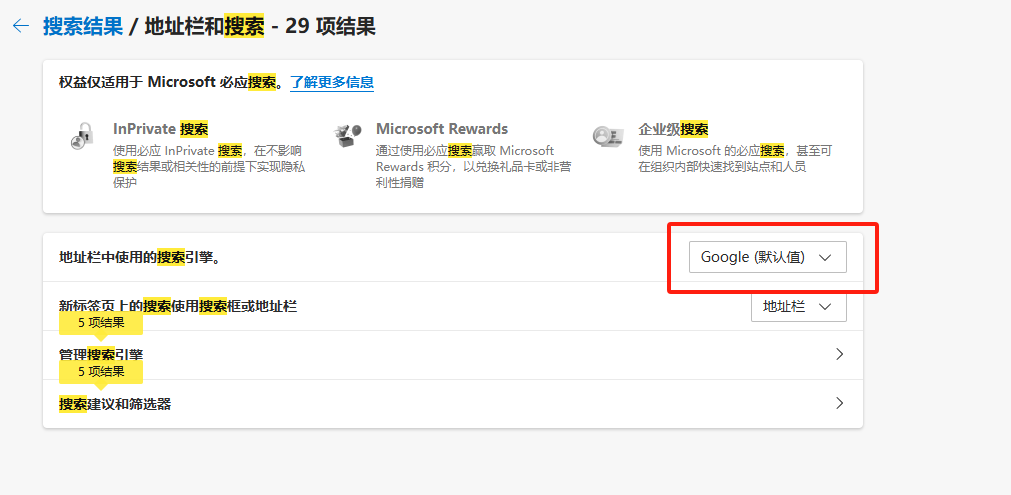 搜索结果 / 地址栏和搜索 - 29 项结果
权益仅适用于 Microsoft 必应搜索。了解更多信息
InPrivate 搜索
使用必应 InPrivate 搜索，在不影响
搜索结果或相关性的前提下实现隐私
保护
Microsoft Rewards
通过使用必应搜索赢取 Microsoft
Rewards 积分，以兑换礼品卡或非营
利性捐赠
企业级搜索
使用 Microsoft 的必应搜索，甚至可
在组织内部快速找到站点和人员
地址栏中使用的搜索引擎。
Google (默认值)
新标签页上的搜索使用搜索框或地址栏
地址栏
5 项结果
管理搜索引擎
5 项结果
搜索建议和筛选器